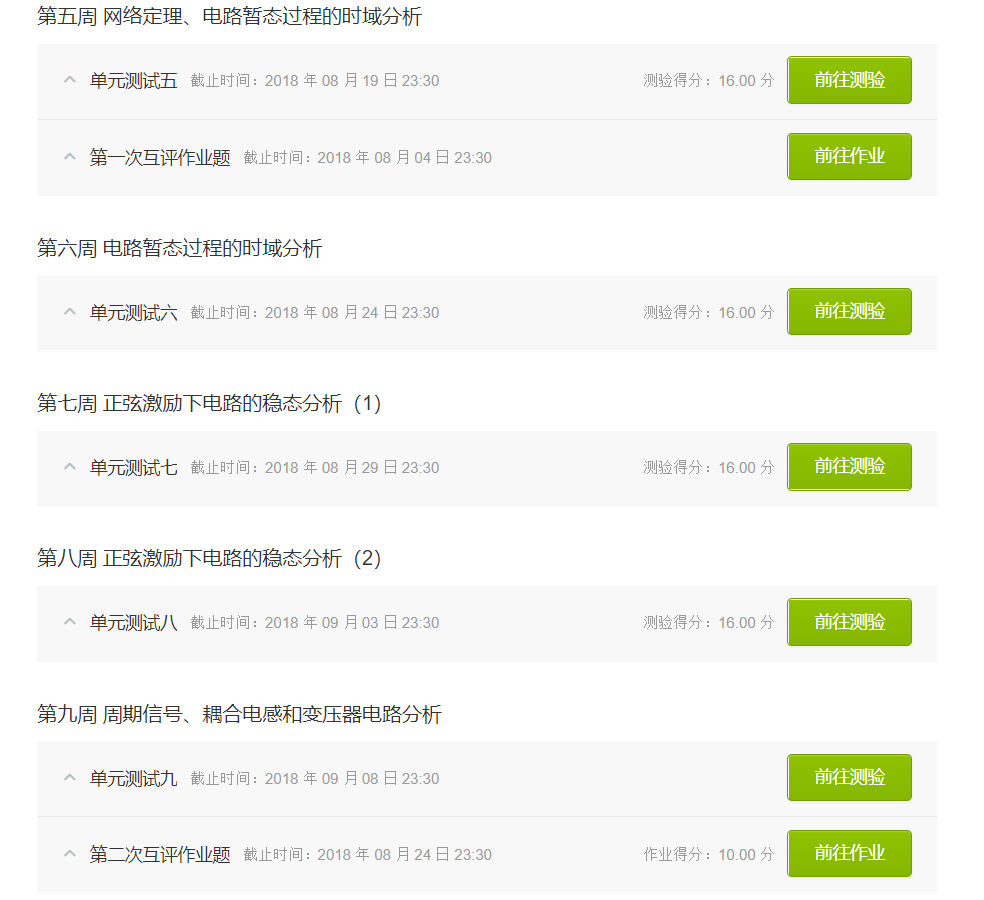 第五周 网络定理、电路暂态过程的时域分析
单元测试五 截止时间：2018 年 08 月 19 日 23:30 测验得分：16.00 分 前往测验
第一次互评作业题 截止时间：2018 年 08 月 04 日 23:30 前往作业
第六周 电路暂态过程的时域分析
单元测试六 截止时间：2018 年 08 月 24 日 23:30 测验得分：16.00 分 前往测验
第七周 正弦激励下电路的稳态分析（1）
单元测试七 截止时间：2018 年 08 月 29 日 23:30 测验得分：16.00 分 前往测验
第八周 正弦激励下电路的稳态分析（2）
单元测试八 截止时间：2018 年 09 月 03 日 23:30 测验得分：16.00 分 前往测验
第九周 周期信号、耦合电感和变压器电路分析
单元测试九 截止时间：2018 年 09 月 08 日 23:30 前往测验
第二次互评作业题 截止时间：2018 年 08 月 24 日 23:30 作业得分：10.00 分 前往作业